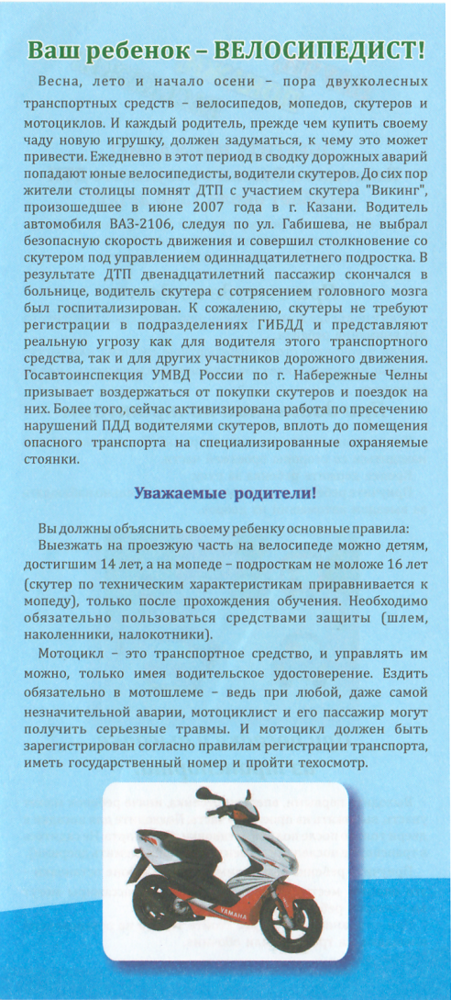 Ваш ребенок – ВЕЛОСИПЕДИСТ!
Весна, лето и начало осени – пора двухколесных
транспортных средств – велосипедов, мопедов, скутеров и
мотоциклов. И каждый родитель, прежде чем купить своему
чаду новую игрушку, должен задуматься, к чему это может
привести. Ежедневно в этот период в сводку дорожных аварий
попадают юные велосипедисты, водители скутеров. До сих пор
жители столицы помнят ДТП с участием скутера "Викинг",
произошедшее в июне 2007 года в г. Казани. Водитель
автомобиля ВАЗ-2106, следуя по ул. Габишева, не выбрал
безопасную скорость движения и совершил столкновение со
скутером под управлением одиннадцатилетнего подростка. В
результате ДТП двенадцатилетний пассажир скончался в
больнице, водитель скутера с сотрясением головного мозга
был госпитализирован. К сожалению, скутеры не требуют
регистрации в подразделениях ГИБДД и представляют
реальную угрозу как для водителя этого транспортного
средства, так и для других участников дорожного движения.
Госавтоинспекция УМВД России по г. Набережные Челны
призывает воздержаться от покупки скутеров и поездок на
них. Более того, сейчас активизирована работа по пресечению
нарушений ПДД водителями скутеров, вплоть до помещения
опасного транспорта на специализированные охраняемые
стоянки.
Уважаемые родители!
Вы должны объяснить своему ребенку основные правила:
Выезжать на проезжую часть на велосипеде можно детям,
достигшим 14 лет, а на мопеде – подросткам не моложе 16 лет
(скутер по техническим характеристикам приравнивается к
мопеду), только после прохождения обучения. Необходимо
обязательно пользоваться средствами защиты (шлем,
наколенники, налокотники).
Мотоцикл – это транспортное средство, и управлять им
можно, только имея водительское удостоверение. Ездить
обязательно в мотошлеме – ведь при любой, даже самой
незначительной аварии, мотоциклист и его пассажир могут
получить серьезные травмы. И мотоцикл должен быть
зарегистрирован согласно правилам регистрации транспорта,
иметь государственный номер и пройти техосмотр.
YAMAHA